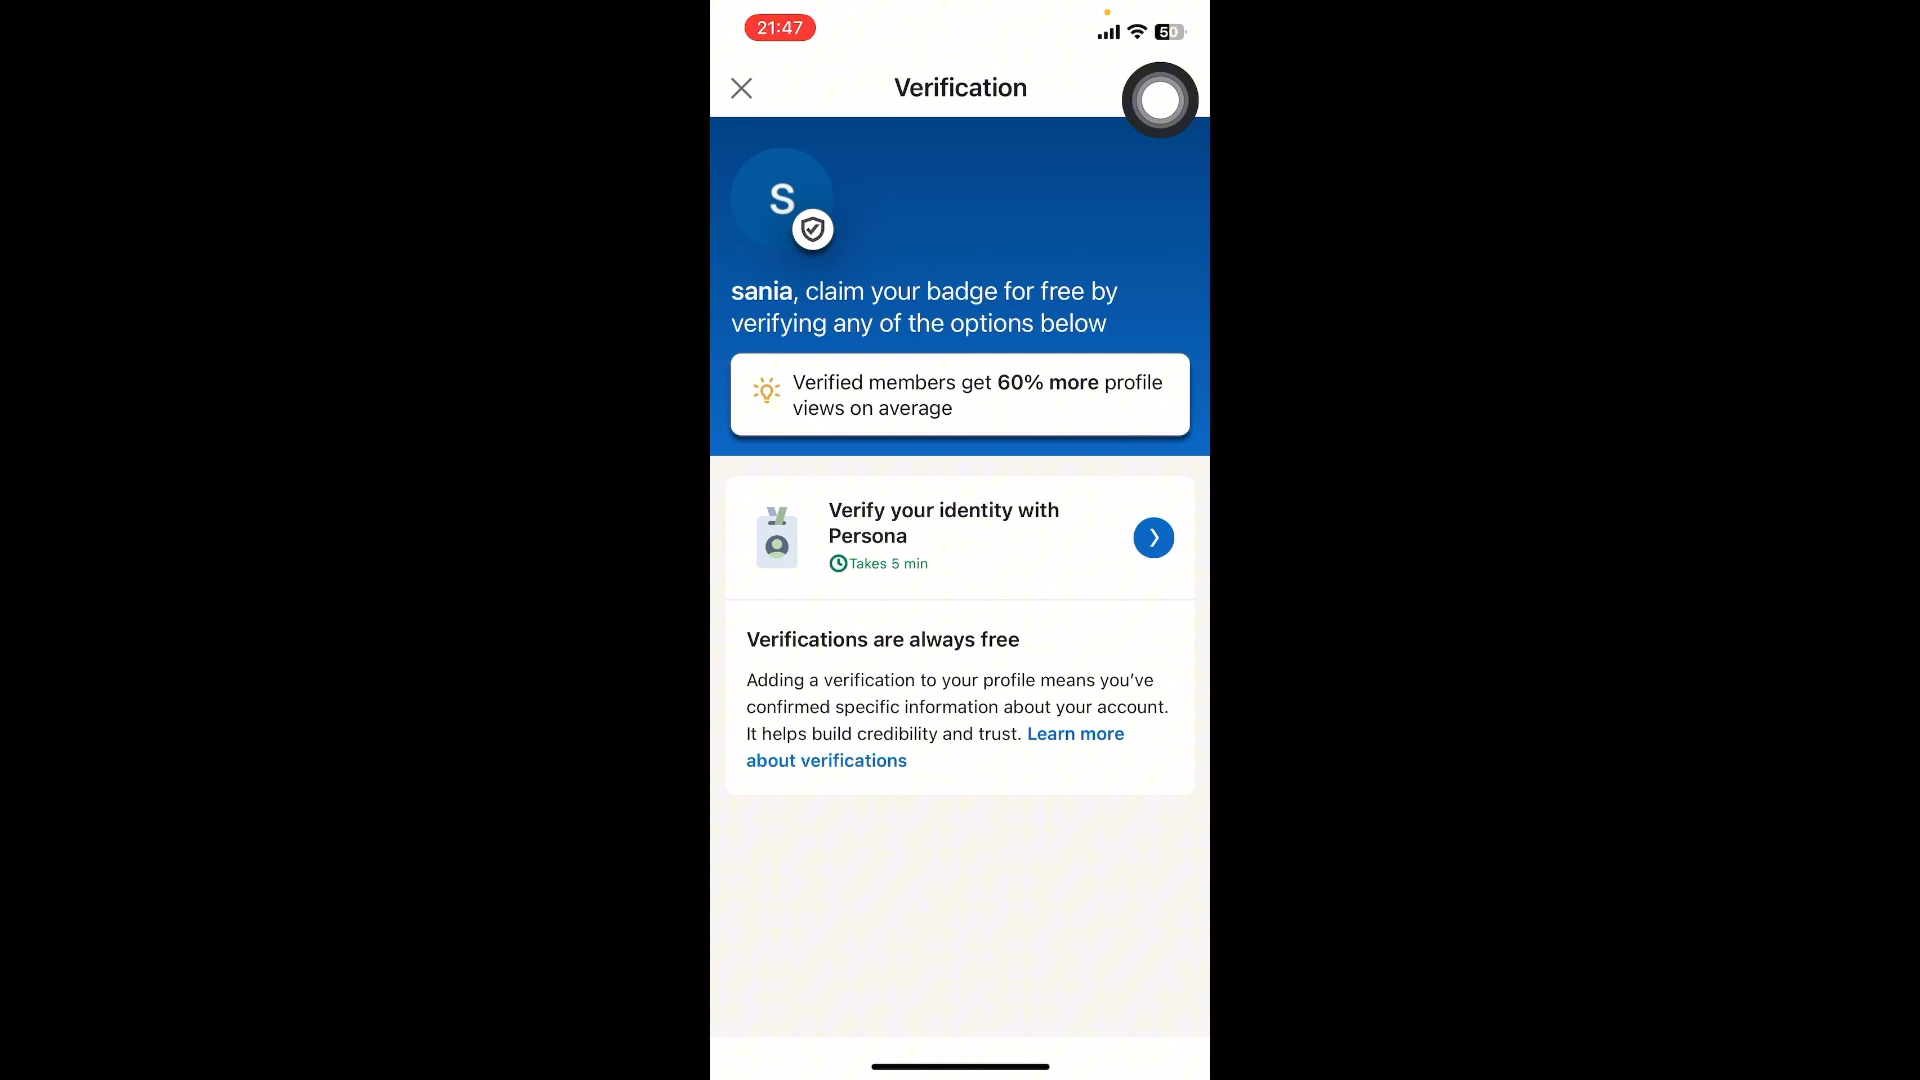 21:47
50
Verification
S
sania, claim your badge for free by
verifying any of the options below
Verified members get 60% more profile
views on average
Verify your identity with
Persona
Takes 5 min
Verifications are always free
Adding a verification to your profile means you’ve
confirmed specific information about your account.
It helps build credibility and trust. Learn more
about verifications